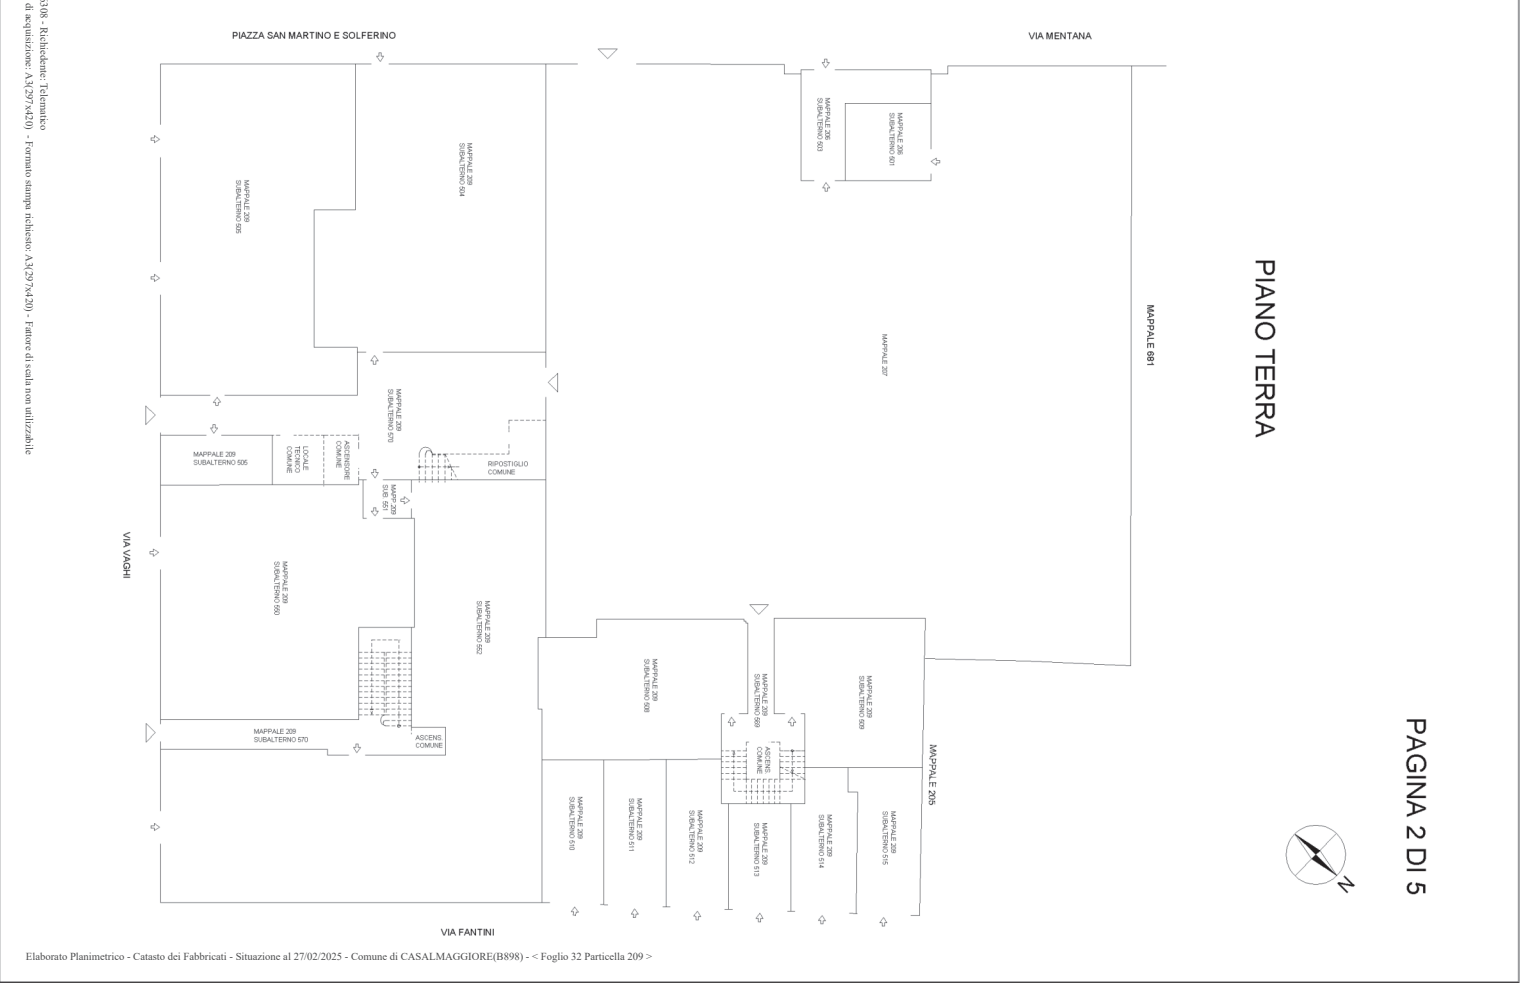 6308 - Richiedente: Telematico
di acquisizione: A3(297x420) - Formato stampa richiesto: A3(297x420) - Fattore di scala non utilizzabile
PIAZZA SAN MARTINO E SOLFERINO
VIA MENTANA
MAPPALE 209
SUBALTERNO 505
MAPPALE 209
SUBALTERNO 504
MAPPALE 206
SUBALTERNO 503
MAPPALE 206
SUBALTERNO 501
MAPPALE 207
MAPPALE 681
PIANO TERRA
MAPPALE 209
SUBALTERNO 570
MAPPALE 209
SUBALTERNO 505
LOCALE
TECNICO
COMUNE
ASCENSORE
COMUNE
RIPOSTIGLIO
COMUNE
MAPP. 209
SUB. 551
VIA VAGHI
MAPPALE 209
SUBALTERNO 550
MAPPALE 209
SUBALTERNO 552
MAPPALE 209
SUBALTERNO 508
MAPPALE 209
SUBALTERNO 569
MAPPALE 209
SUBALTERNO 509
MAPPALE 209
SUBALTERNO 570
ASCENS.
COMUNE
ASCENS.
COMUNE
MAPPALE 205
MAPPALE 209
SUBALTERNO 510
MAPPALE 209
SUBALTERNO 511
MAPPALE 209
SUBALTERNO 512
MAPPALE 209
SUBALTERNO 513
MAPPALE 209
SUBALTERNO 514
MAPPALE 209
SUBALTERNO 515
N
PAGINA 2 DI 5
VIA FANTINI
Elaborato Planimetrico - Catasto dei Fabbricati - Situazione al 27/02/2025 - Comune di CASALMAGGIORE(B898) - < Foglio 32 Particella 209 >